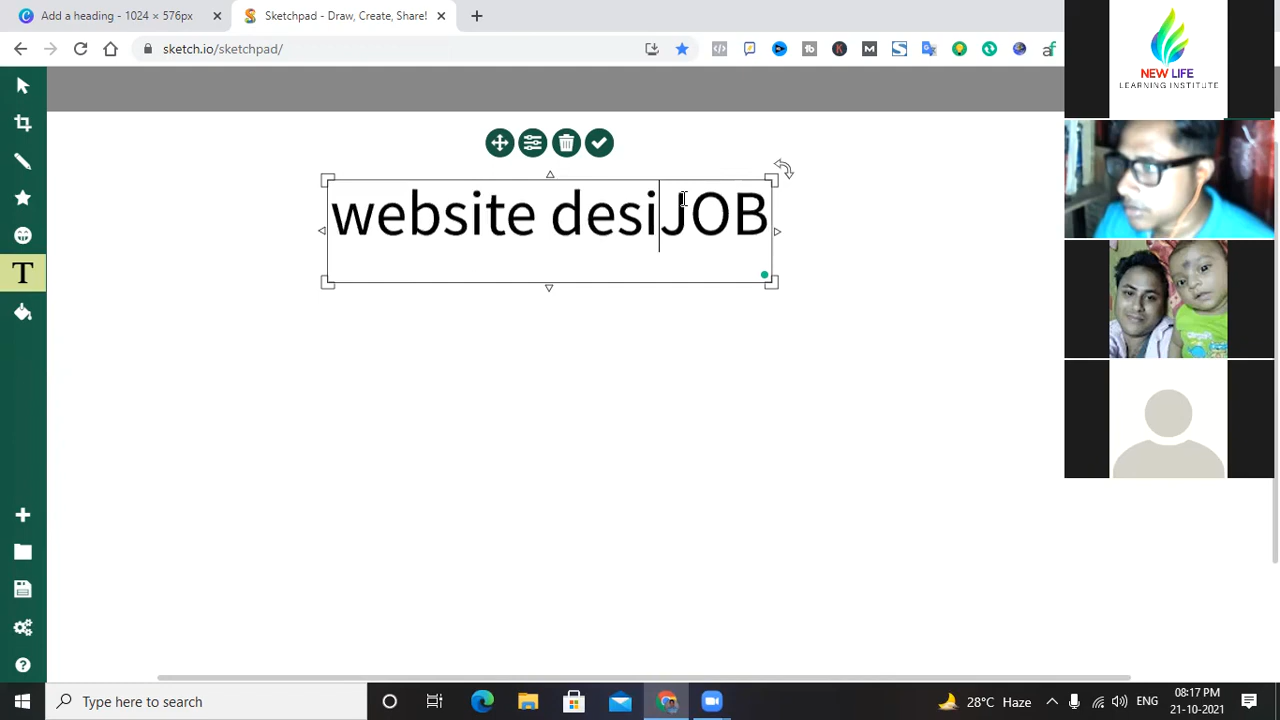 Add a heading - 1024 × 576px
Sketchpad - Draw, Create, Share!
sketch.io/sketchpad/
website desiJOB
T
NEW LIFE
LEARNING INSTITUTE
Type here to search
28°C Haze
ENG
08:17 PM
21-10-2021